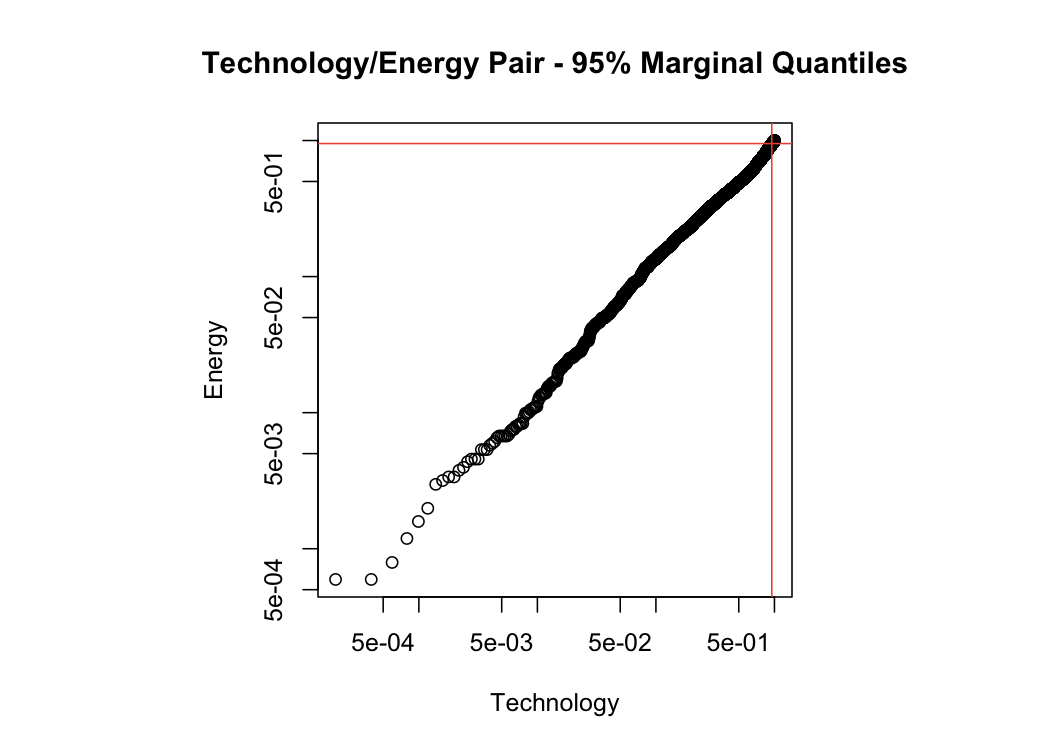 Technology/Energy Pair - 95% Marginal Quantiles
Energy
5e-01
5e-02
5e-03
5e-04
5e-04 5e-03 5e-02 5e-01
Technology